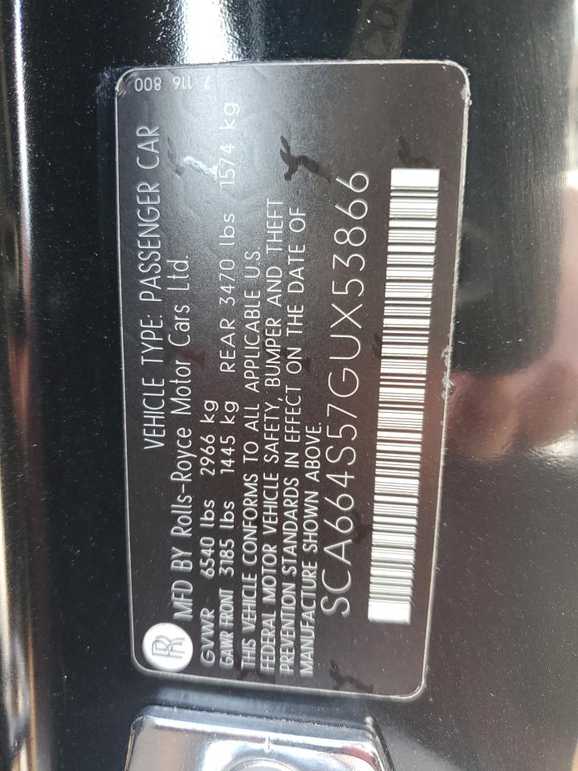 VEHICLE TYPE: PASSENGER CAR
MFD BY Rolls-Royce Motor Cars Ltd.
GVWR 6540 lbs 2966 kg
GAWR FRONT 3185 lbs 1445 kg REAR 3470 lbs 1574 kg
THIS VEHICLE CONFORMS TO ALL APPLICABLE U.S.
FEDERAL MOTOR VEHICLE SAFETY, BUMPER AND THEFT
PREVENTION STANDARDS IN EFFECT ON THE DATE OF
MANUFACTURE SHOWN ABOVE.
SCA664S57GUX53866
7 116 800
RR